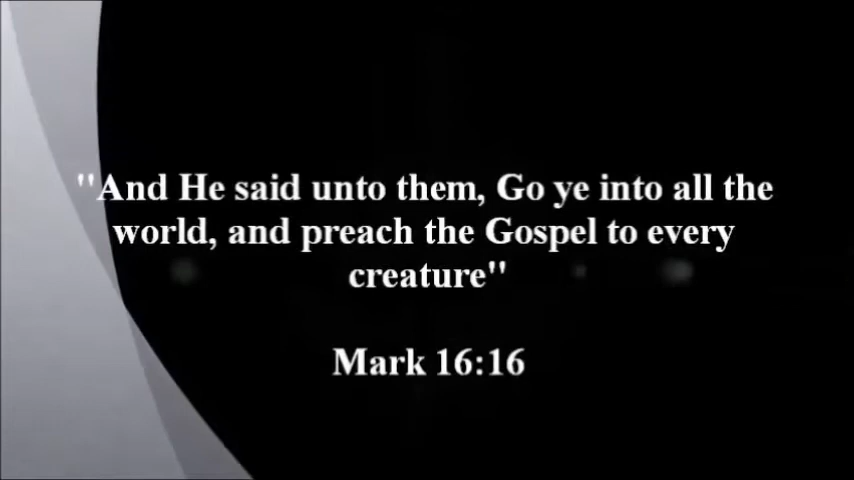 "And He said unto them, Go ye into all the
world, and preach the Gospel to every
creature"
Mark 16:16